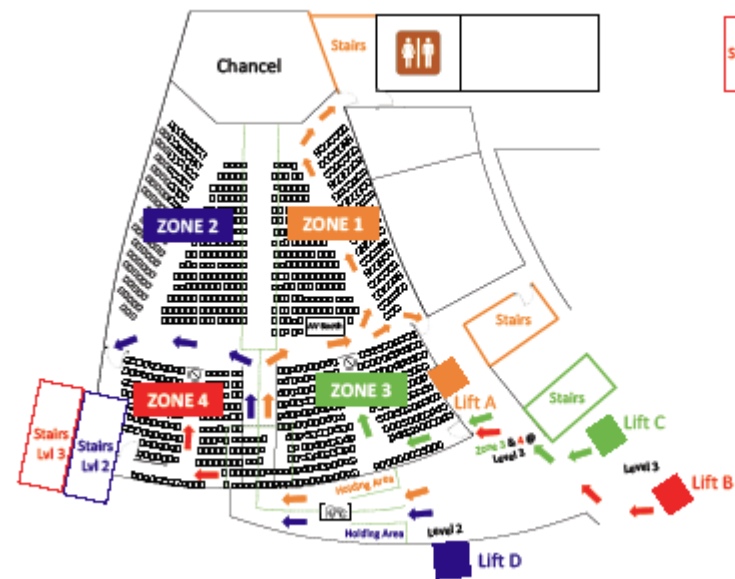 Stairs
S
Chancel
ZONE 2
ZONE 1
AV Booth
Stairs
ZONE 4
ZONE 3
Lift A
Stairs
Stairs
Lvl 3
Stairs
Lvl 2
Lift C
Zone 3 & 4 @
Level 3
Level 3
Lift B
Holding Area
Holding Area
Level 2
Lift D